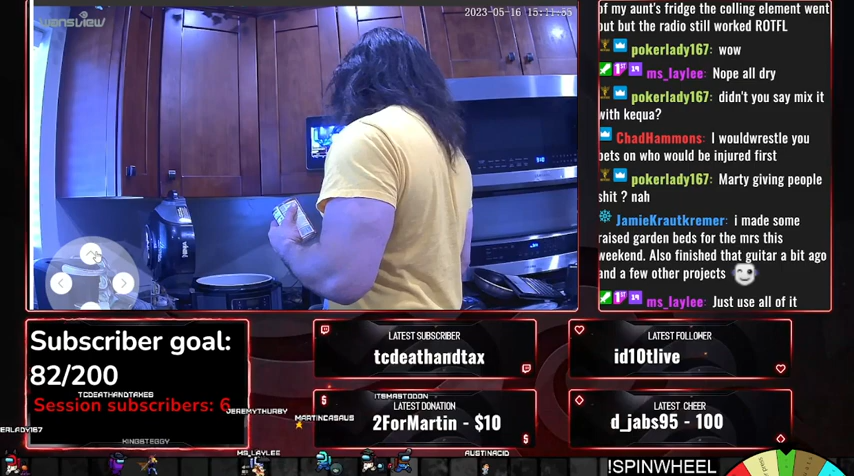 wansview
2023-05-16 15:11:55
of my aunt's fridge the colling element went
out but the radio still worked ROTFL
pokerlady167: wow
1ST 19 ms_laylee: Nope all dry
pokerlady167: didn't you say mix it
with kequa?
ChadHammons: I wouldwrestle you
bets on who would be injured first
pokerlady167: Marty giving people
shit ? nah
JamieKrautkremer: i made some
raised garden beds for the mrs this
weekend. Also finished that guitar a bit ago
and a few other projects
1ST 19 ms_laylee: Just use all of it
Subscriber goal:
82/200
Session subscribers: 6
LATEST SUBSCRIBER
tcdeathandtax
LATEST FOLLOWER
id10tlive
LATEST DONATION
2ForMartin - $10
LATEST CHEER
d_jabs95 - 100
TCDEATHANDTAXES
ITSMASTODON
JEREMYTHURBY
MARTINCASAUS
ERLADY167
KINGSTEGGY
MS_LAYLEE
AUSTINACID
!SPINWHEEL